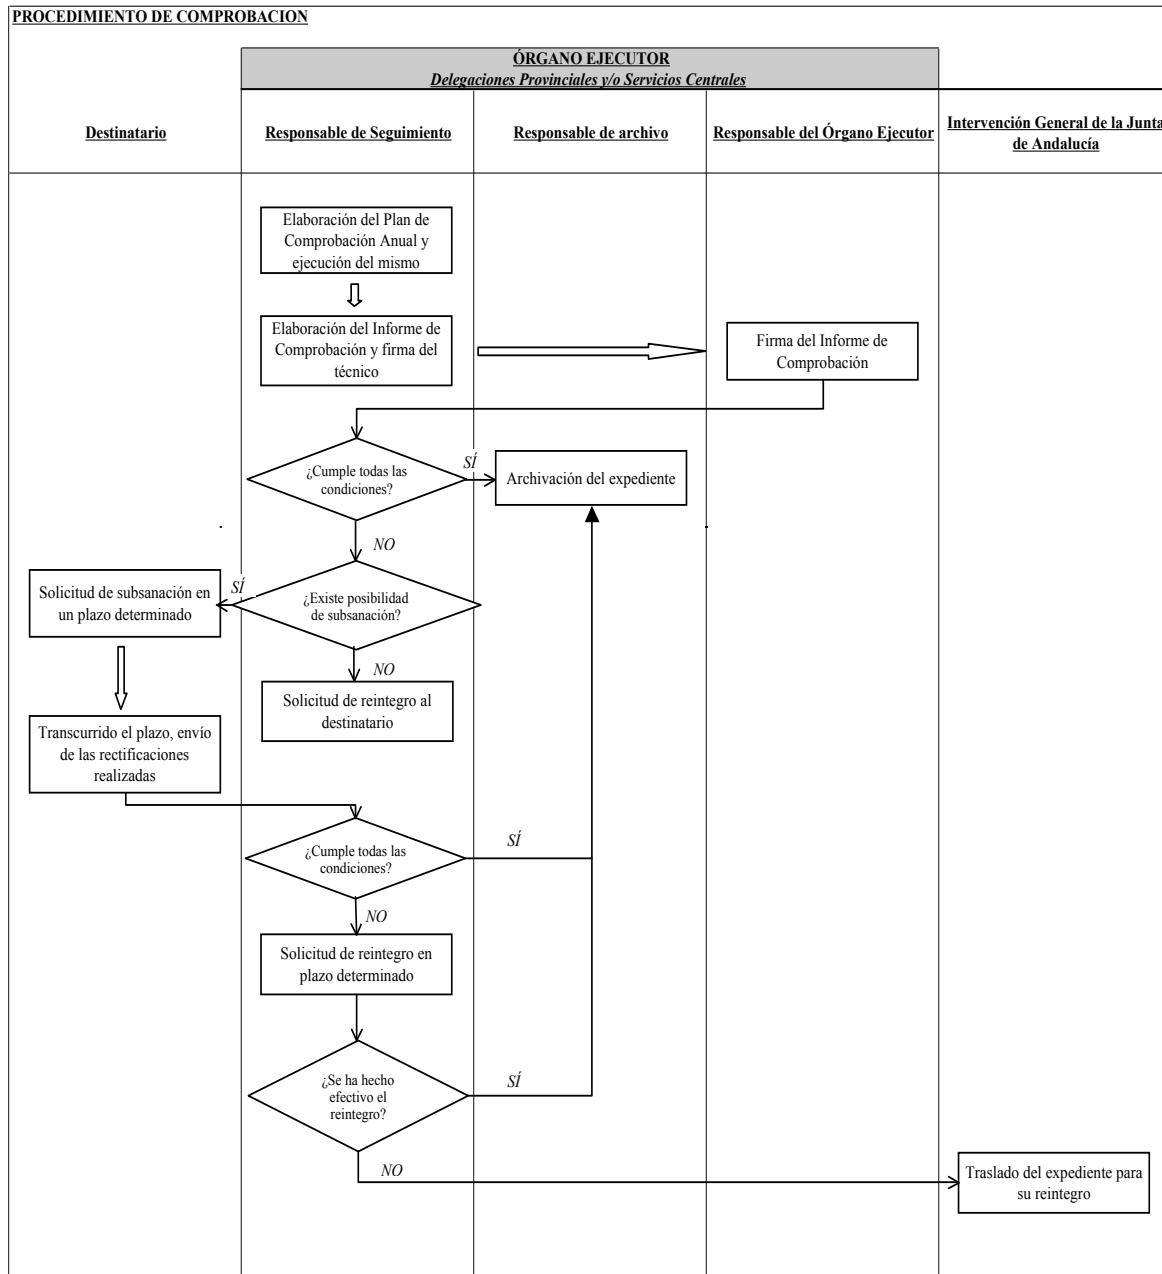 PROCEDIMIENTO DE COMPROBACION
ÓRGANO EJECUTOR
Delegaciones Provinciales y/o Servicios Centrales
Destinatario
Responsable de Seguimiento
Responsable de archivo
Responsable del Órgano Ejecutor
Intervención General de la Junta
de Andalucía
Elaboración del Plan de
Comprobación Anual y
ejecución del mismo
Elaboración del Informe de
Comprobación y firma del
técnico
Firma del Informe de
Comprobación
¿Cumple todas las
condiciones?
SÍ
Archivación del expediente
NO
¿Existe posibilidad
de subsanación?
SÍ
Solicitud de subsanación en
un plazo determinado
NO
Solicitud de reintegro al
destinatario
Transcurrido el plazo, envío
de las rectificaciones
realizadas
¿Cumple todas las
condiciones?
SÍ
NO
Solicitud de reintegro en
plazo determinado
¿Se ha hecho
efectivo el
reintegro?
SÍ
NO
Traslado del expediente para
su reintegro